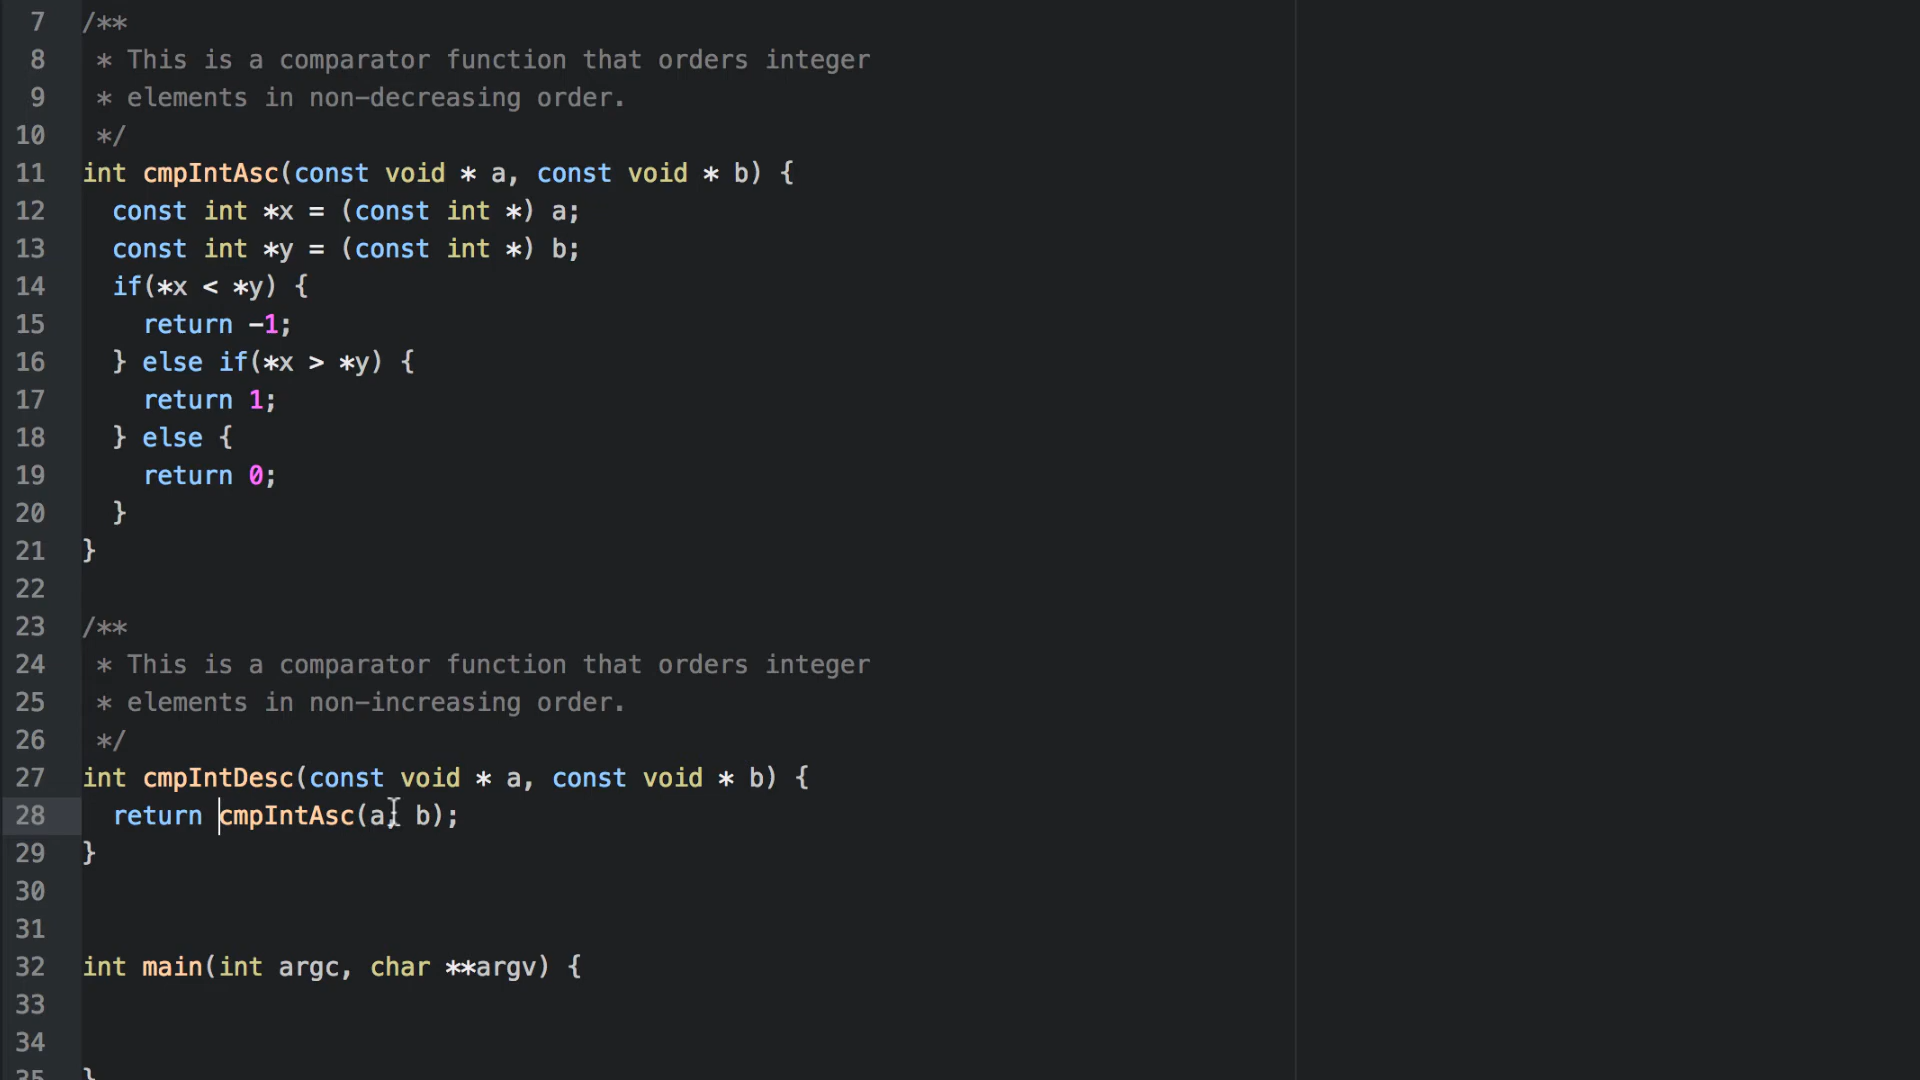 7 /**
8  * This is a comparator function that orders integer
9  * elements in non-decreasing order.
10  */
11 int cmpIntAsc(const void * a, const void * b) {
12   const int *x = (const int *) a;
13   const int *y = (const int *) b;
14   if(*x < *y) {
15     return -1;
16   } else if(*x > *y) {
17     return 1;
18   } else {
19     return 0;
20   }
21 }
22
23 /**
24  * This is a comparator function that orders integer
25  * elements in non-increasing order.
26  */
27 int cmpIntDesc(const void * a, const void * b) {
28   return cmpIntAsc(a, b);
29 }
30
31
32 int main(int argc, char **argv) {
33
34
35 }